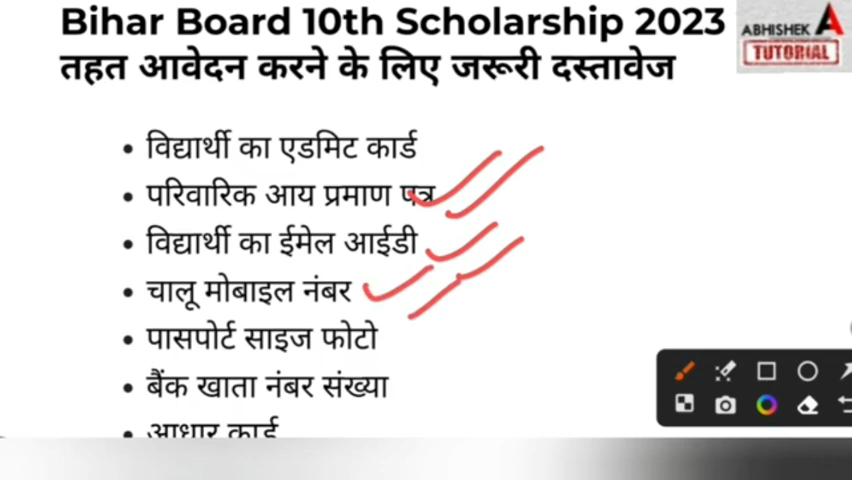 Bihar Board 10th Scholarship 2023
तहत आवेदन करने के लिए जरूरी दस्तावेज
ABHISHEK A
TUTORIAL
• विद्यार्थी का एडमिट कार्ड
• परिवारिक आय प्रमाण पत्र
• विद्यार्थी का ईमेल आईडी
• चालू मोबाइल नंबर
• पासपोर्ट साइज फोटो
• बैंक खाता नंबर संख्या
• आधार कार्ड